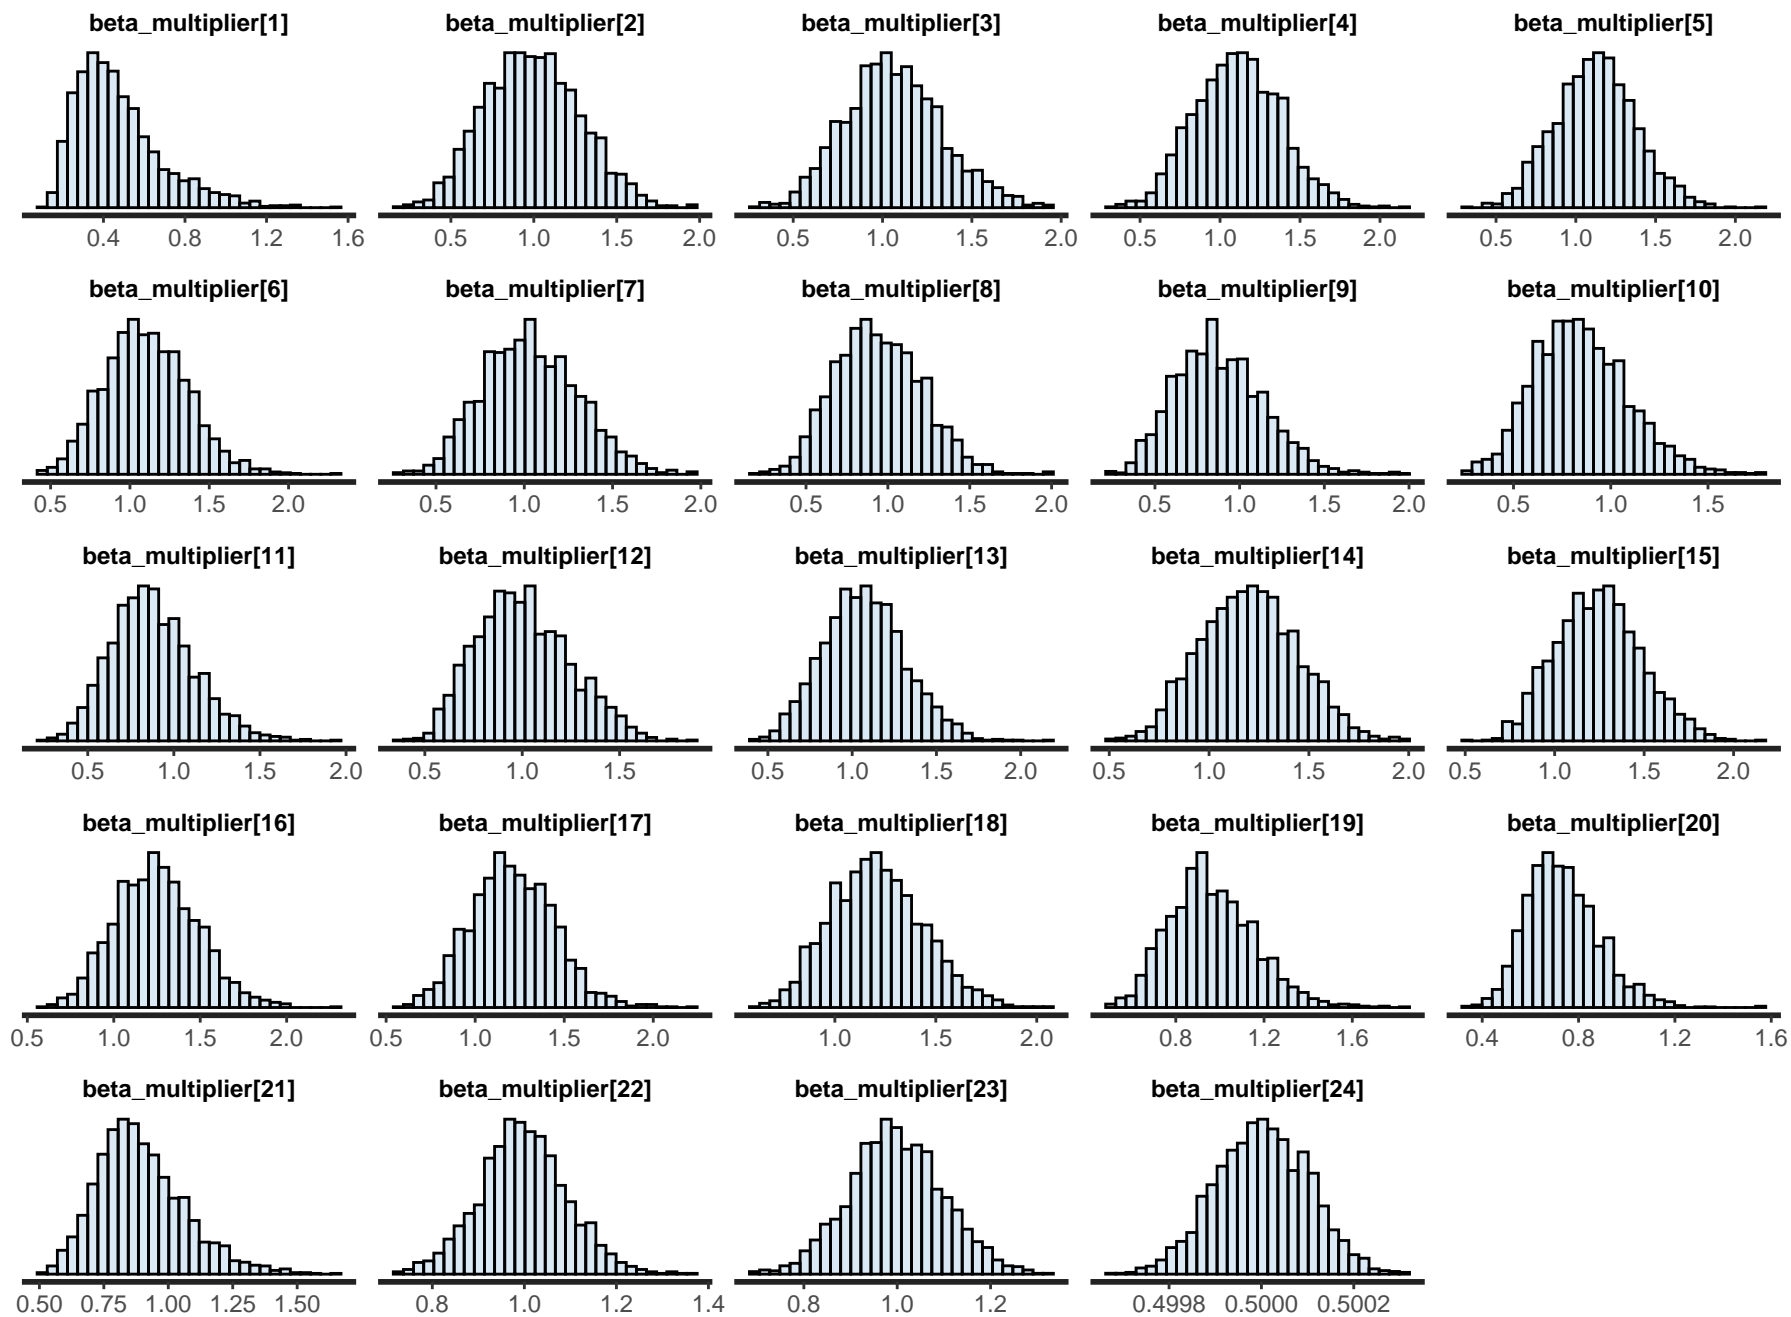 beta_multiplier[1] beta_multiplier[2] beta_multiplier[3] beta_multiplier[4] beta_multiplier[5]
0.4 0.8 1.2 1.6 0.5 1.0 1.5 2.0 0.5 1.0 1.5 2.0 0.5 1.0 1.5 2.0 0.5 1.0 1.5 2.0
beta_multiplier[6] beta_multiplier[7] beta_multiplier[8] beta_multiplier[9] beta_multiplier[10]
0.5 1.0 1.5 2.0 0.5 1.0 1.5 2.0 0.5 1.0 1.5 2.0 0.5 1.0 1.5 2.0 0.5 1.0 1.5
beta_multiplier[11] beta_multiplier[12] beta_multiplier[13] beta_multiplier[14] beta_multiplier[15]
0.5 1.0 1.5 2.0 0.5 1.0 1.5 0.5 1.0 1.5 2.0 0.5 1.0 1.5 2.0 0.5 1.0 1.5 2.0
beta_multiplier[16] beta_multiplier[17] beta_multiplier[18] beta_multiplier[19] beta_multiplier[20]
0.5 1.0 1.5 2.0 0.5 1.0 1.5 2.0 1.0 1.5 2.0 0.8 1.2 1.6 0.4 0.8 1.2 1.6
beta_multiplier[21] beta_multiplier[22] beta_multiplier[23] beta_multiplier[24]
0.50 0.75 1.00 1.25 1.50 0.8 1.0 1.2 1.4 0.8 1.0 1.2 0.4998 0.5000 0.5002